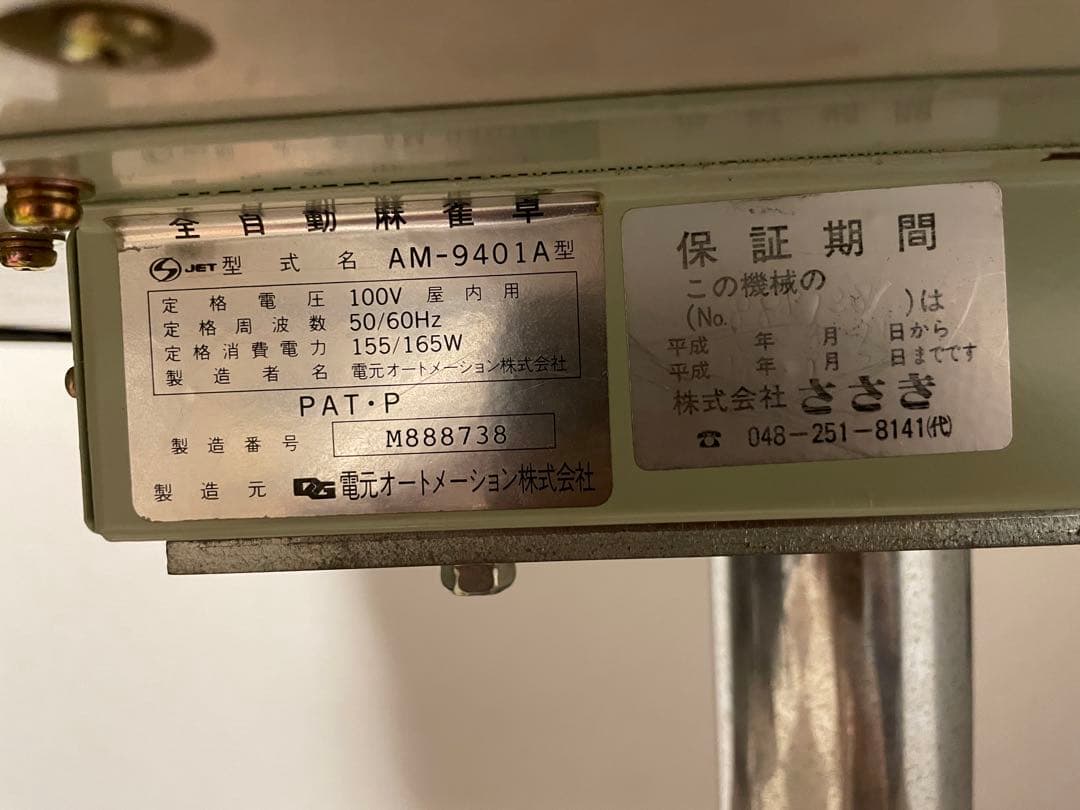 全自動麻雀卓
JET 型式名 AM-9401A型
定格電圧 100V 屋内用
定格周波数 50/60Hz
定格消費電力 155/165W
製造者名 電元オートメーション株式会社
PAT・P
製造番号 M888738
製造元 DG 電元オートメーション株式会社
保証期間
この機械の
(No. )は
平成 年 月 日から
平成 年 月 日までです
株式会社 ささき
☎ 048-251-8141(代)